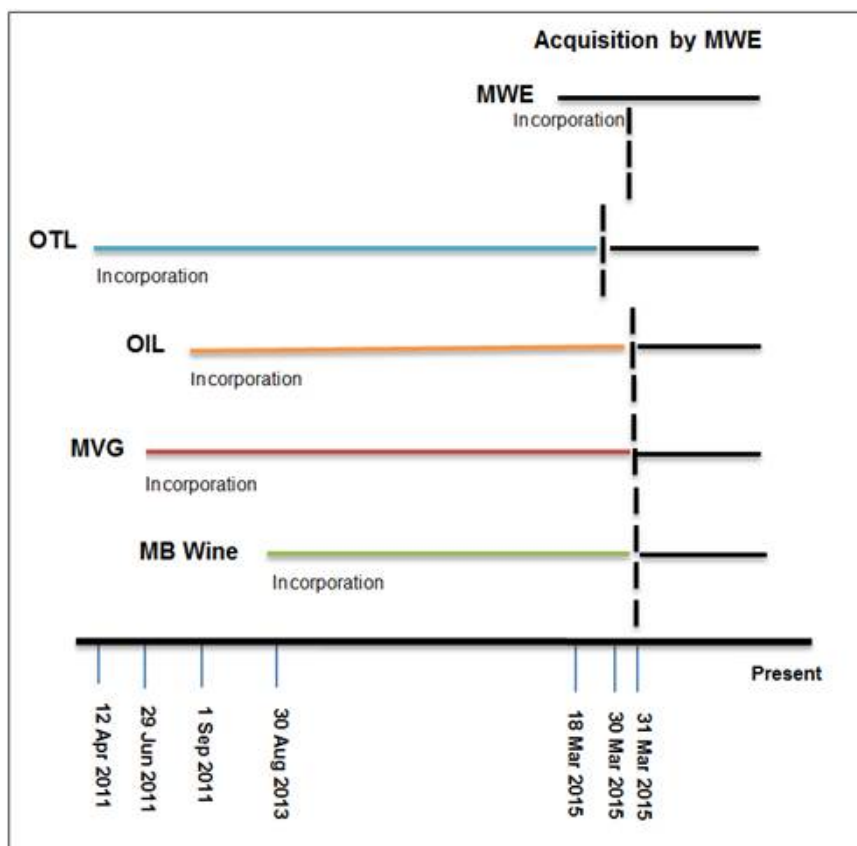 Acquisition by MWE
MWE
Incorporation
OTL
Incorporation
OIL
Incorporation
MVG
Incorporation
MB Wine
Incorporation
Present
12 Apr 2011
29 Jun 2011
1 Sep 2011
30 Aug 2013
18 Mar 2015
30 Mar 2015
31 Mar 2015